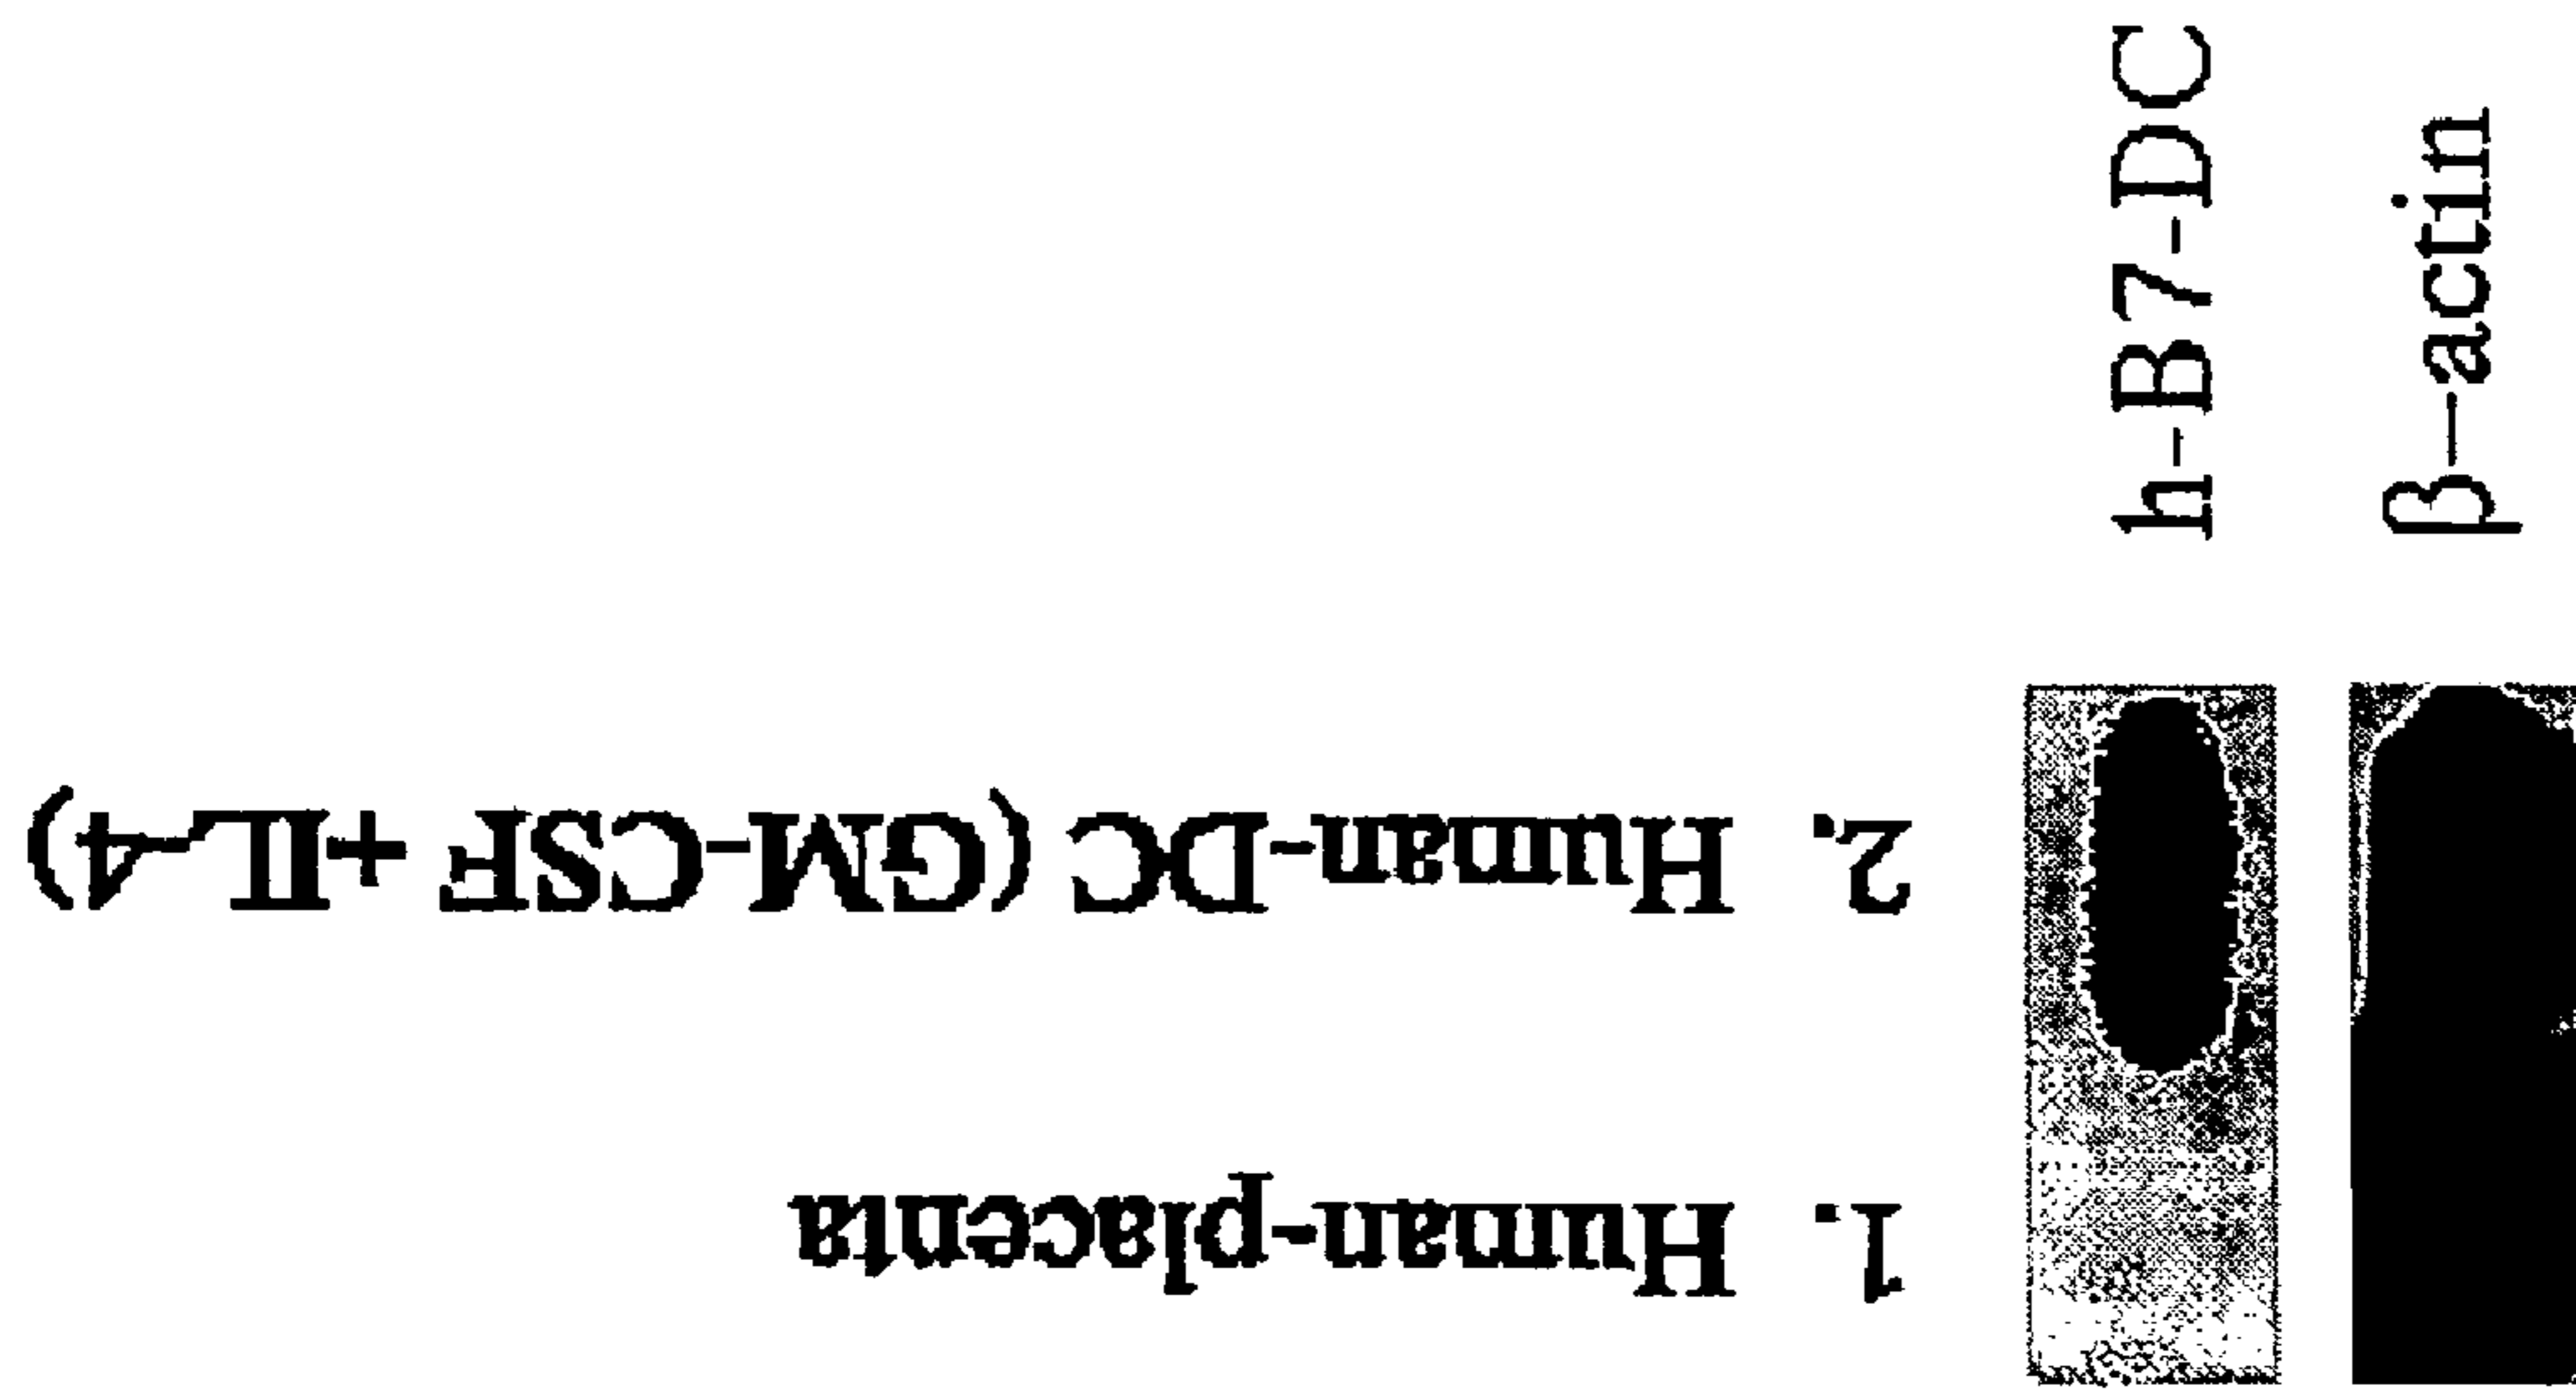 1. Human-placenta
2. Human-DC (GM-CSF +IL-4)
h-B7-DC
β-actin